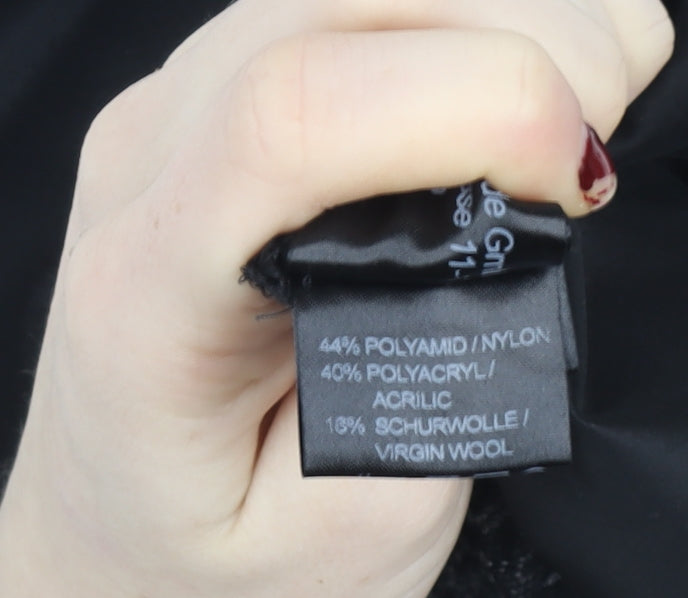 44% POLYAMID / NYLON
40% POLYACRYL /
ACRILIC
16% SCHURWOLLE /
VIRGIN WOOL